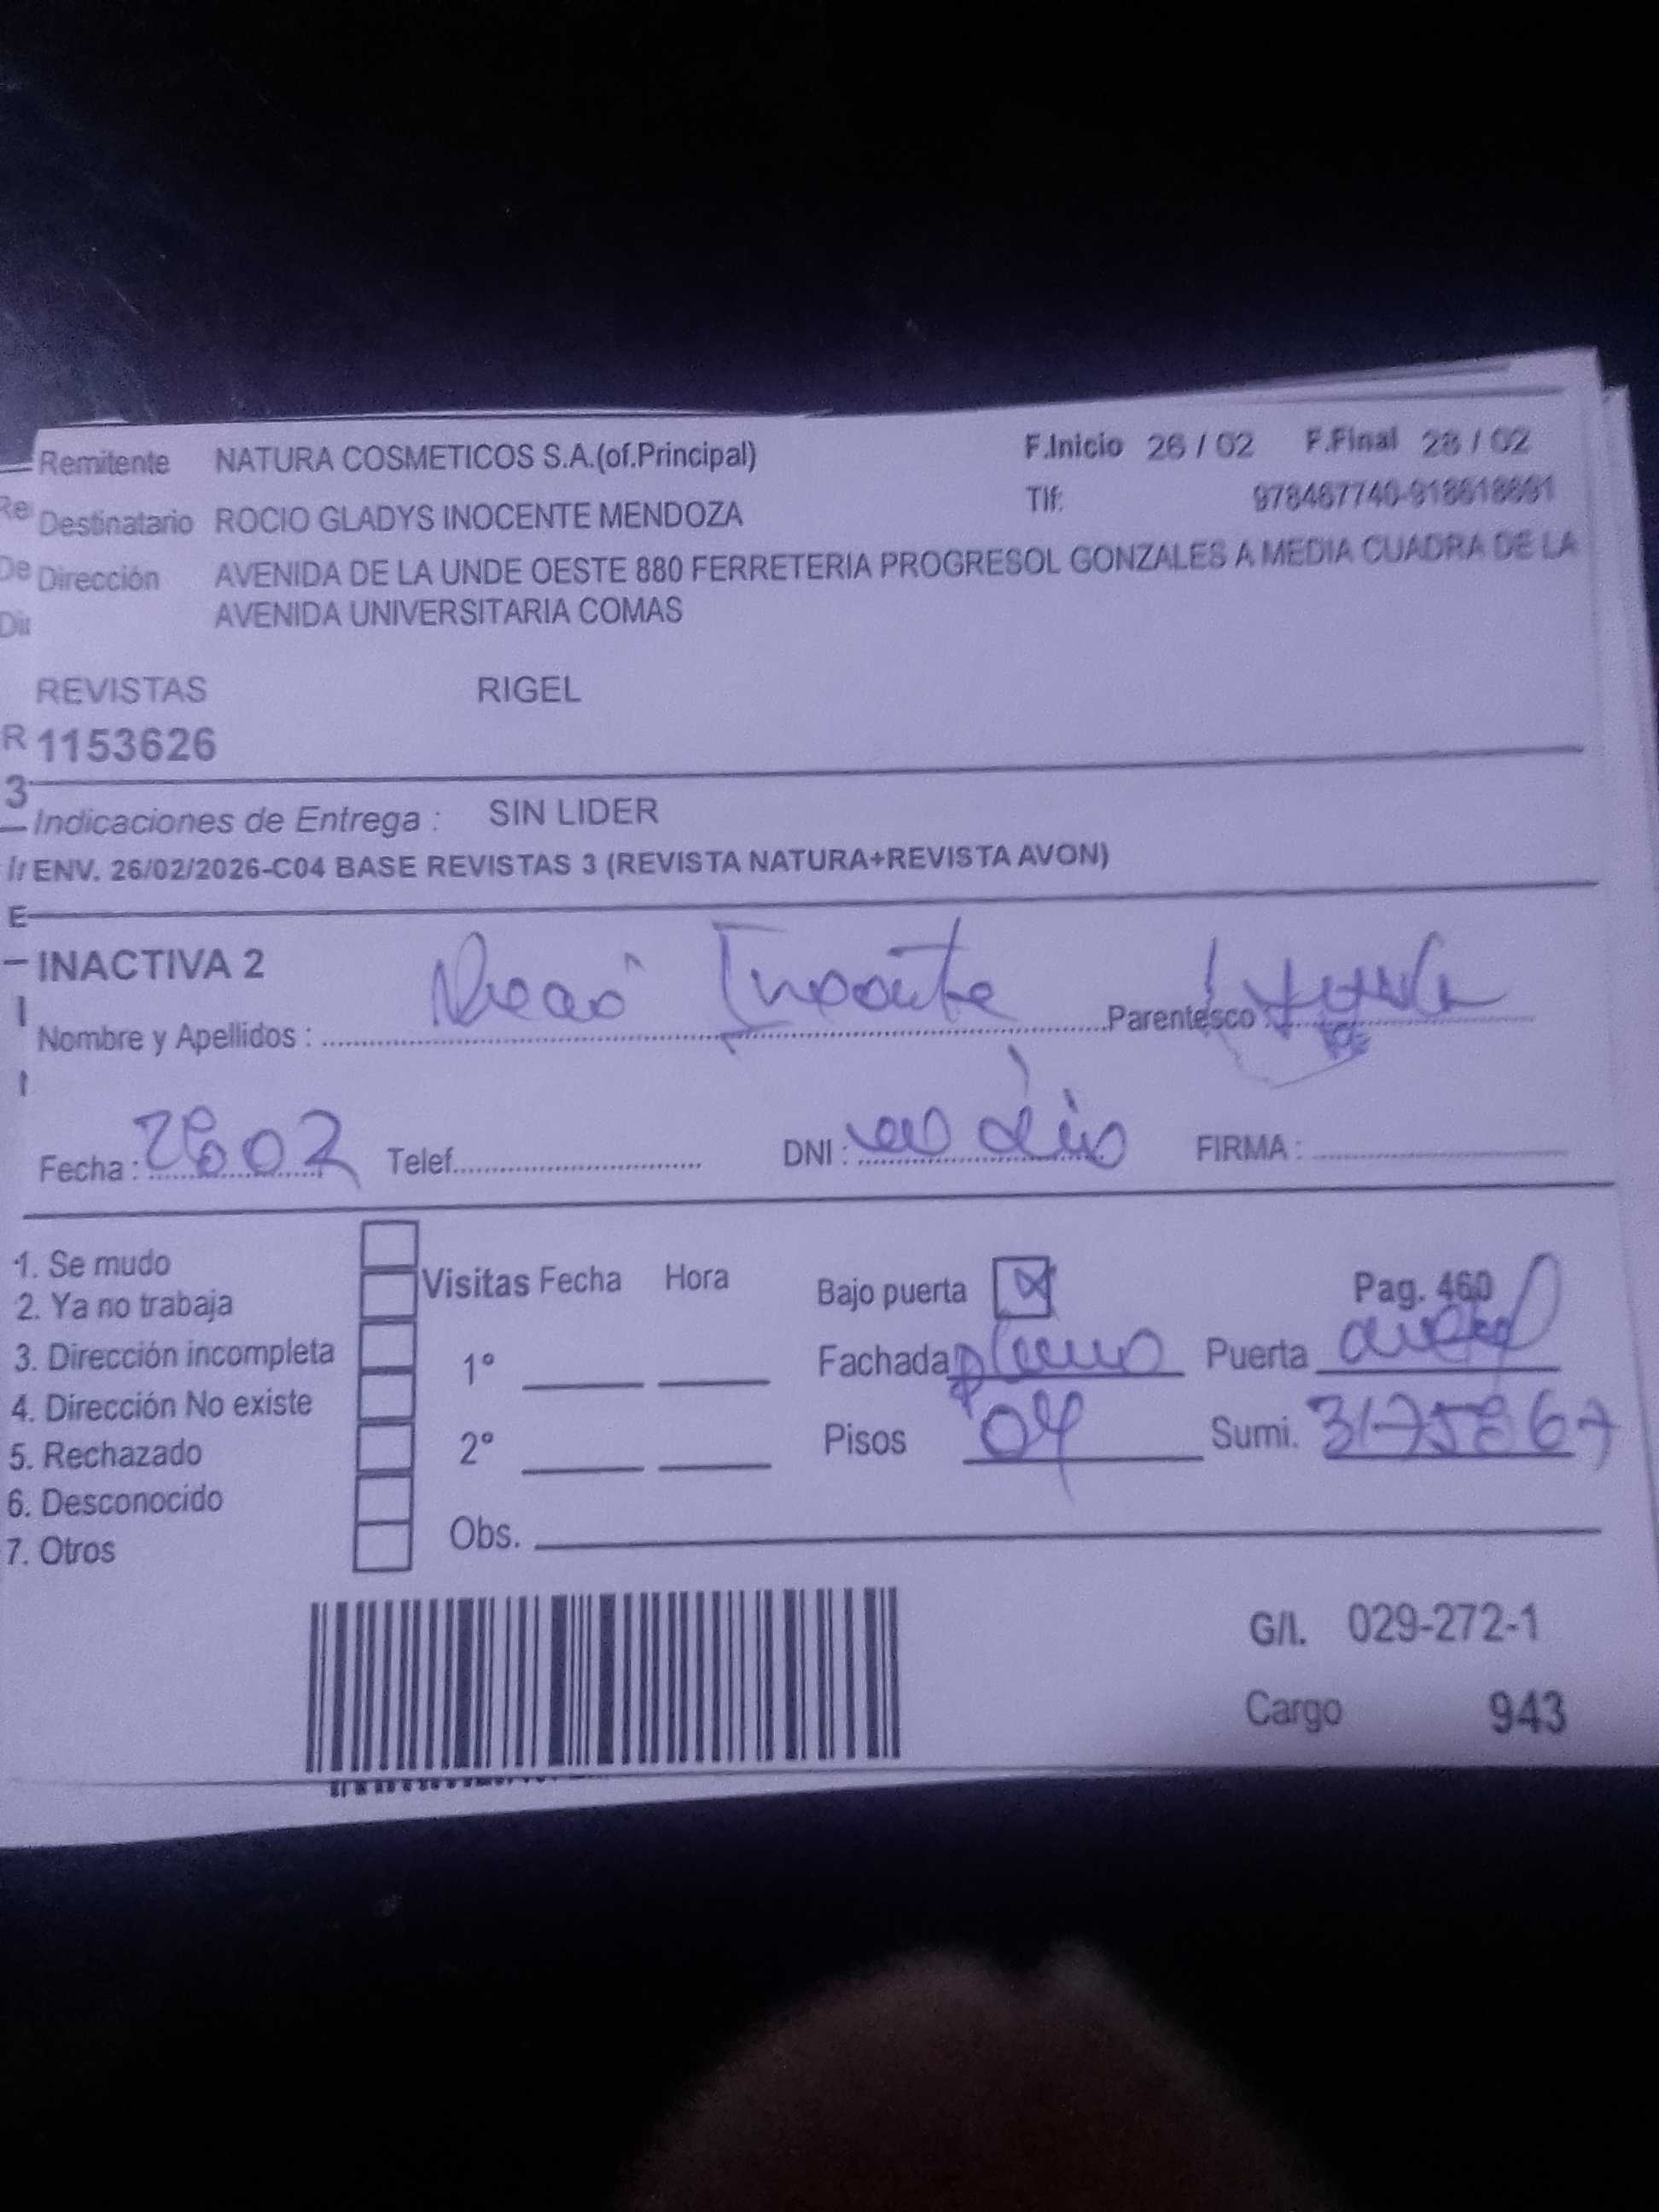 Remitente NATURA COSMETICOS S.A.(of.Principal) F.Inicio 26 / 02 F.Final 28 / 02
Re Destinatario ROCIO GLADYS INOCENTE MENDOZA Tlf:
De Dirección AVENIDA DE LA UNDE OESTE 880 FERRETERIA PROGRESOL GONZALES A MEDIA CUADRA DE LA
Dir AVENIDA UNIVERSITARIA COMAS
REVISTAS RIGEL
R 1153626
3
Indicaciones de Entrega : SIN LIDER
ENV. 26/02/2026-C04 BASE REVISTAS 3 (REVISTA NATURA+REVISTA AVON)
E
INACTIVA 2
Nombre y Apellidos : Inocente Parentesco :
Fecha : 2802 Telef. DNI : FIRMA :
1. Se mudo
2. Ya no trabaja
3. Dirección incompleta
4. Dirección No existe
5. Rechazado
6. Desconocido
7. Otros
Visitas Fecha Hora
1°
2°
Obs.
Bajo puerta X Pag. 460
Fachada Puerta
Pisos 04 Sumi. 3175867
G/I. 029-272-1
Cargo 943